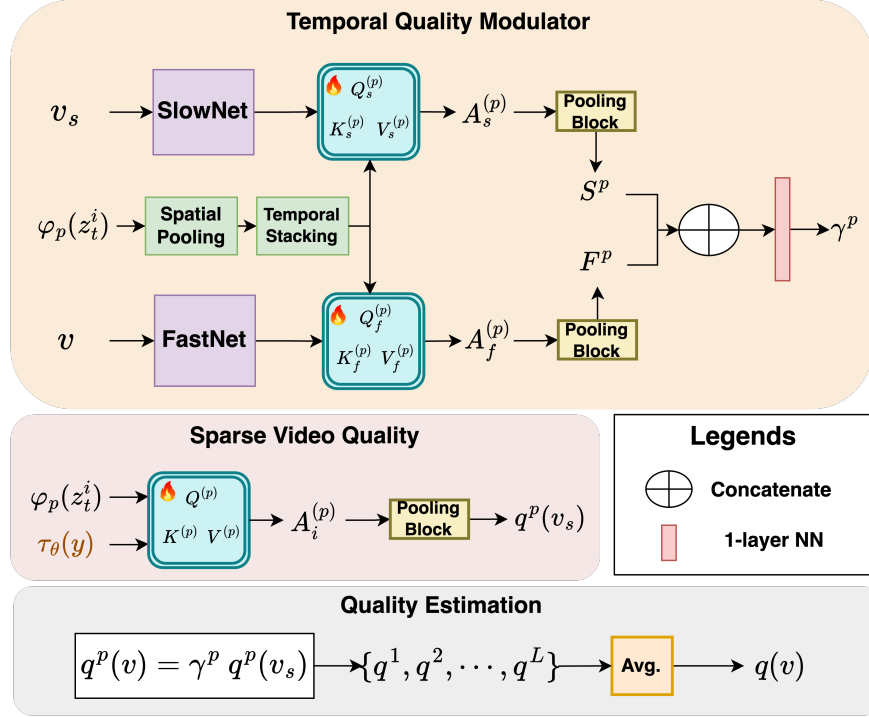 Temporal Quality Modulator
v_s
SlowNet
Q_s^{(p)}
K_s^{(p)} V_s^{(p)}
A_s^{(p)}
Pooling
Block
S^p
φ_p(z_t^i)
Spatial
Pooling
Temporal
Stacking
γ^p
F^p
v
FastNet
Q_f^{(p)}
K_f^{(p)} V_f^{(p)}
A_f^{(p)}
Pooling
Block
Sparse Video Quality
φ_p(z_t^i)
τ_θ(y)
Q^{(p)}
K^{(p)} V^{(p)}
A_i^{(p)}
Pooling
Block
q^p(v_s)
Legends
Concatenate
1-layer NN
Quality Estimation
q^p(v) = γ^p q^p(v_s)
{q^1, q^2, ⋯, q^L}
Avg.
q(v)